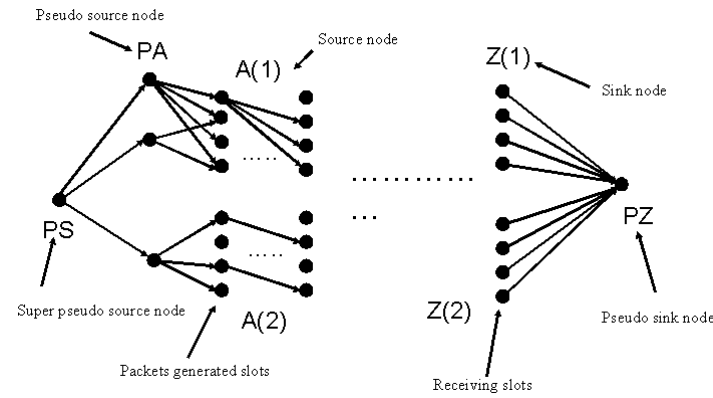 Pseudo source node
PA
Source node
A(1)
Z(1)
Sink node
.....
............
...
PS
PZ
.....
Super pseudo source node
A(2)
Z(2)
Pseudo sink node
Packets generated slots
Receiving slots